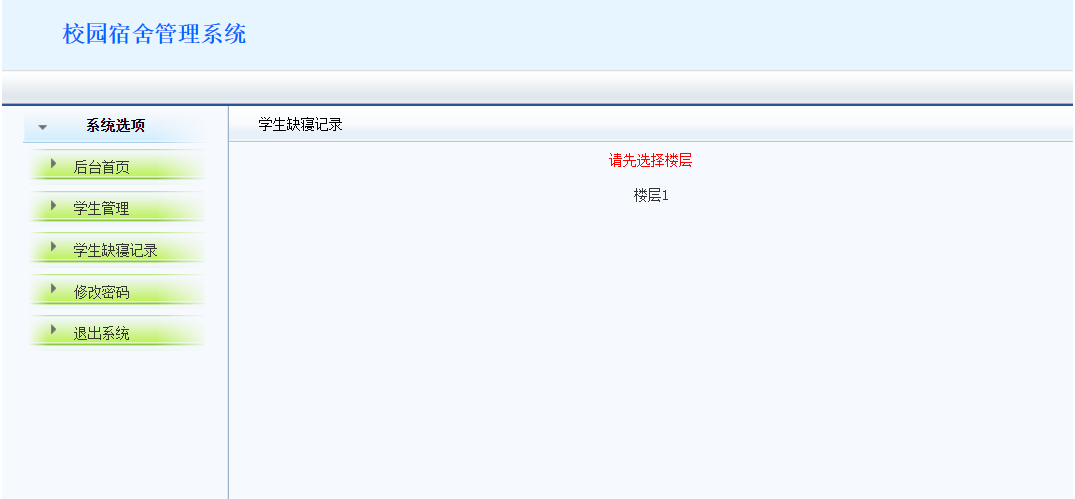 校园宿舍管理系统
系统选项
后台首页
学生管理
学生缺寝记录
修改密码
退出系统
学生缺寝记录
请先选择楼层
楼层1